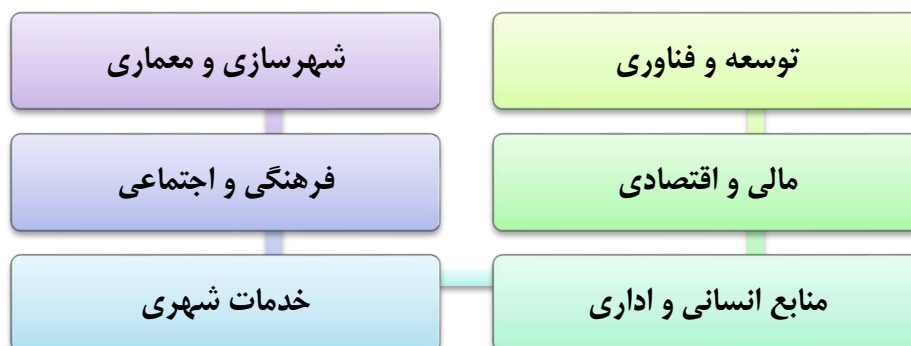 توسعه و فناوری
مالی و اقتصادی
منابع انسانی و اداری
خدمات شهری
فرهنگی و اجتماعی
شهرسازی و معماری